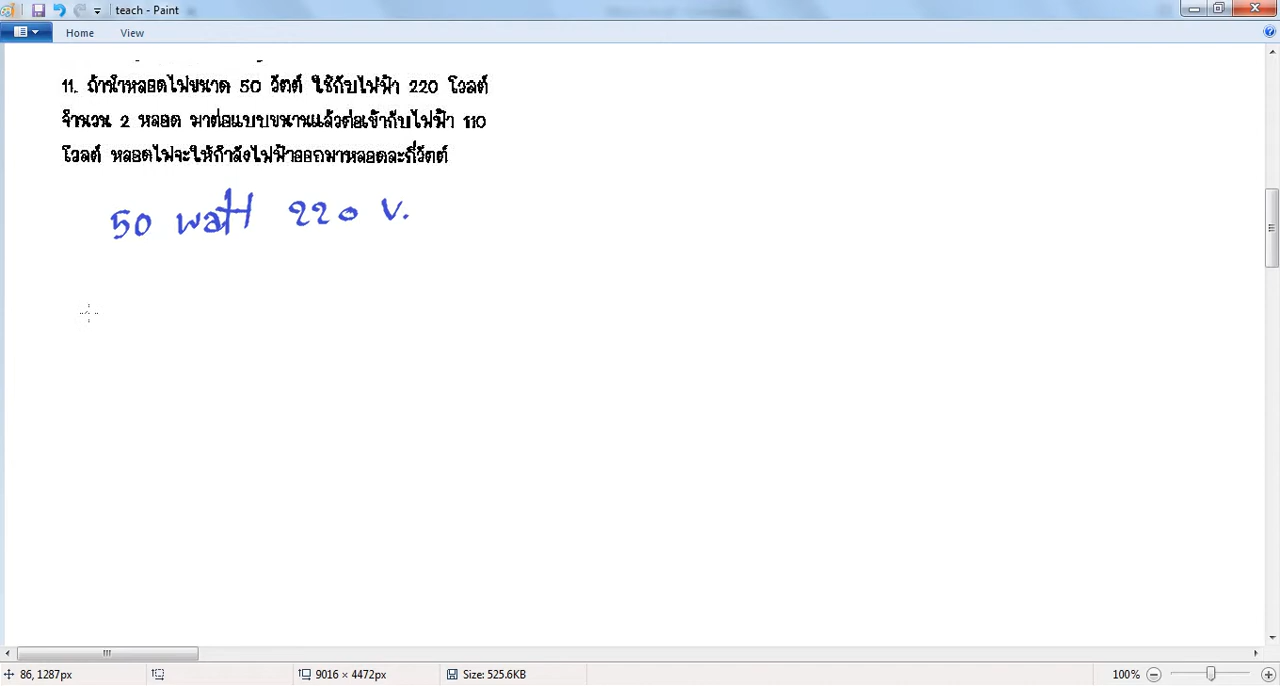 teach - Paint
Home View
11. ถ้านำหลอดไฟขนาด 50 วัตต์ ใช้กับไฟฟ้า 220 โวลต์
จำนวน 2 หลอด มาต่อแบบขนานแล้วต่อเข้ากับไฟฟ้า 110
โวลต์ หลอดไฟจะให้กำลังไฟฟ้าออกมาหลอดละกี่วัตต์
50 watt 220 V.
86, 1287px 9016 × 4472px Size: 525.6KB 100%